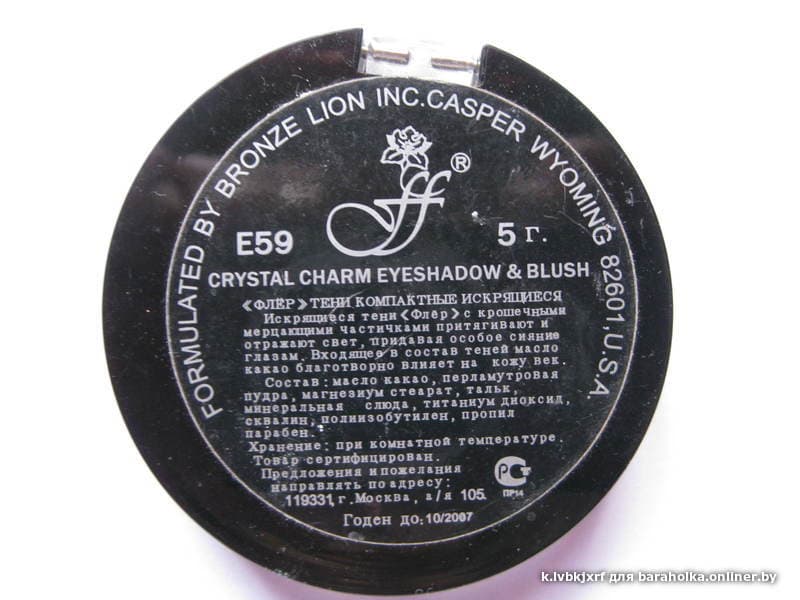 FORMULATED BY BRONZE LION INC.CASPER WYOMING 82601,U.S.A.
ff ®
E59
5 г.
CRYSTAL CHARM EYESHADOW & BLUSH
《ФЛЁР》ТЕНИ КОМПАКТНЫЕ ИСКРЯЩИЕСЯ
Искрящиеся тени《Флер》с крошечными
мерцающими частичками притягивают и
отражают свет, придавая особое сияние
глазам. Входящее в состав теней масло
какао благотворно влияет на кожу век.
Состав: масло какао, перламутровая
пудра, магнезиум стеарат, тальк,
минеральная слюда, титаниум диоксид,
сквалин, полиизобутилен, пропил
парабен.
Хранение: при комнатной температуре.
Товар сертифицирован.
Предложения и пожелания
направлять по адресу:
119331, г. Москва, а/я 105.
РСТ
ПР14
Годен до: 10/2007
k.lvbkjxrf для baraholka.onliner.by